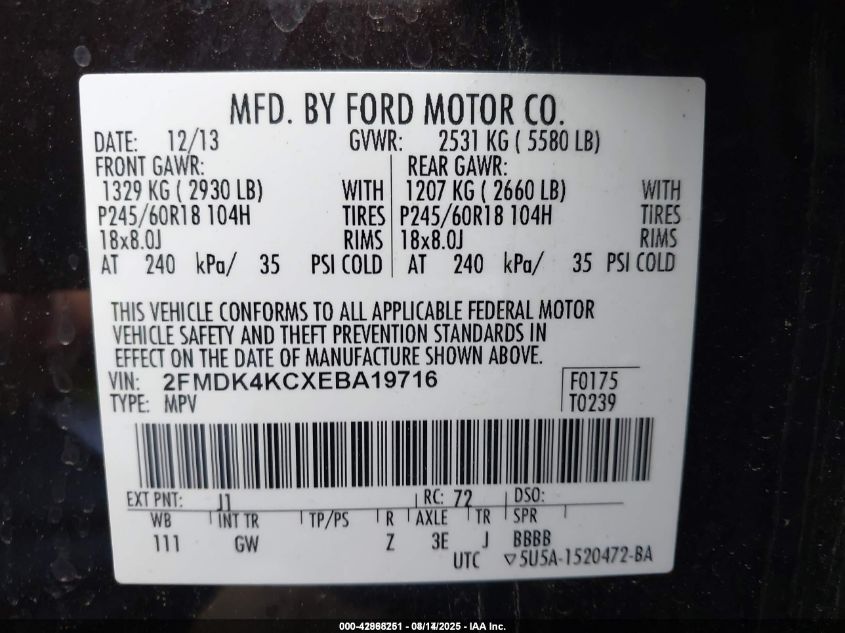 MFD. BY FORD MOTOR CO.
DATE: 12/13 GVWR: 2531 KG ( 5580 LB)
FRONT GAWR: REAR GAWR:
1329 KG ( 2930 LB) WITH 1207 KG ( 2660 LB) WITH
P245/60R18 104H TIRES P245/60R18 104H TIRES
18x8.0J RIMS 18x8.0J RIMS
AT 240 kPa/ 35 PSI COLD AT 240 kPa/ 35 PSI COLD
THIS VEHICLE CONFORMS TO ALL APPLICABLE FEDERAL MOTOR
VEHICLE SAFETY AND THEFT PREVENTION STANDARDS IN
EFFECT ON THE DATE OF MANUFACTURE SHOWN ABOVE.
VIN: 2FMDK4KCXEBA19716 F0175
TYPE: MPV T0239
EXT PNT: J1 RC: 72 DSO:
WB INT TR TP/PS R AXLE TR SPR
111 GW Z 3E J BBBB
UTC ▽5U5A-1520472-BA
000-42868251 - 08/14/2025 - IAA Inc.